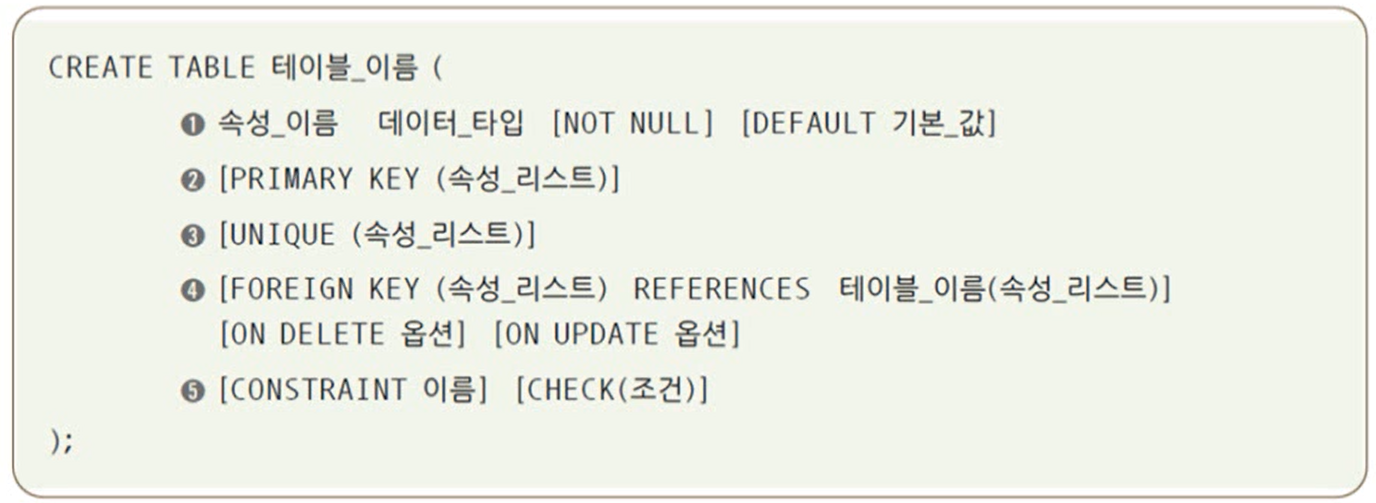 CREATE TABLE 테이블_이름 (
❶ 속성_이름 데이터_타입 [NOT NULL] [DEFAULT 기본_값]
❷ [PRIMARY KEY (속성_리스트)]
❸ [UNIQUE (속성_리스트)]
❹ [FOREIGN KEY (속성_리스트) REFERENCES 테이블_이름(속성_리스트)]
[ON DELETE 옵션] [ON UPDATE 옵션]
❺ [CONSTRAINT 이름] [CHECK(조건)]
);